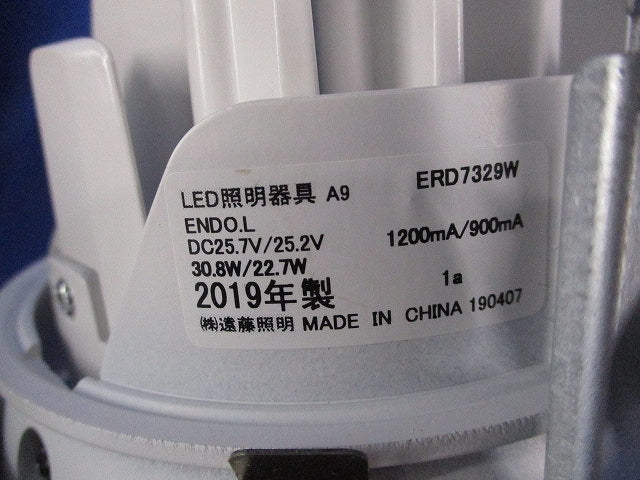 LED照明器具 A9 ERD7329W
ENDO.L
DC25.7V/25.2V 1200mA/900mA
30.8W/22.7W
2019年製 1a
㈱遠藤照明 MADE IN CHINA 190407